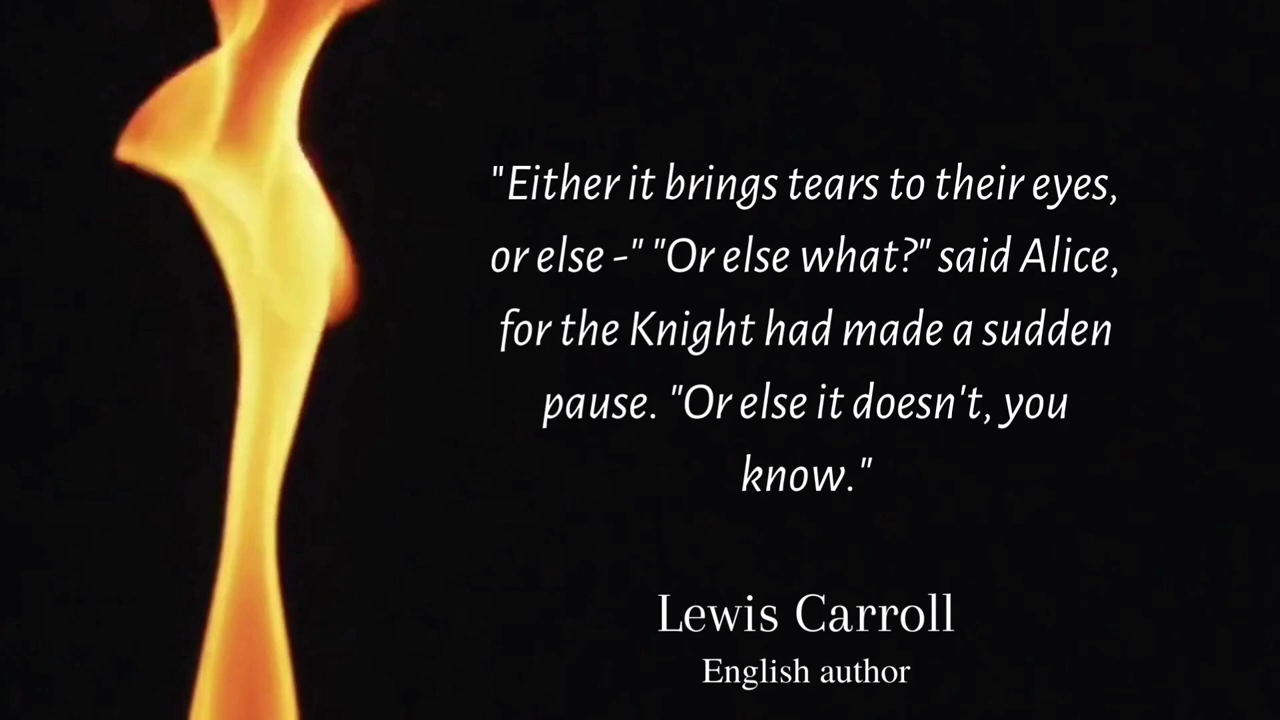 "Either it brings tears to their eyes,
or else -" "Or else what?" said Alice,
for the Knight had made a sudden
pause. "Or else it doesn't, you
know."
Lewis Carroll
English author